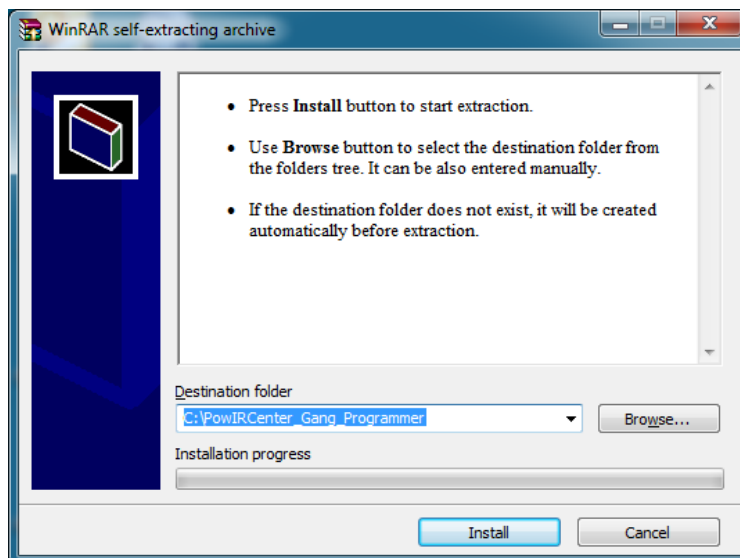 WinRAR self-extracting archive
• Press Install button to start extraction.
• Use Browse button to select the destination folder from
the folders tree. It can be also entered manually.
• If the destination folder does not exist, it will be created
automatically before extraction.
Destination folder
C:\PowIRCenter_Gang_Programmer
Browse...
Installation progress
Install
Cancel